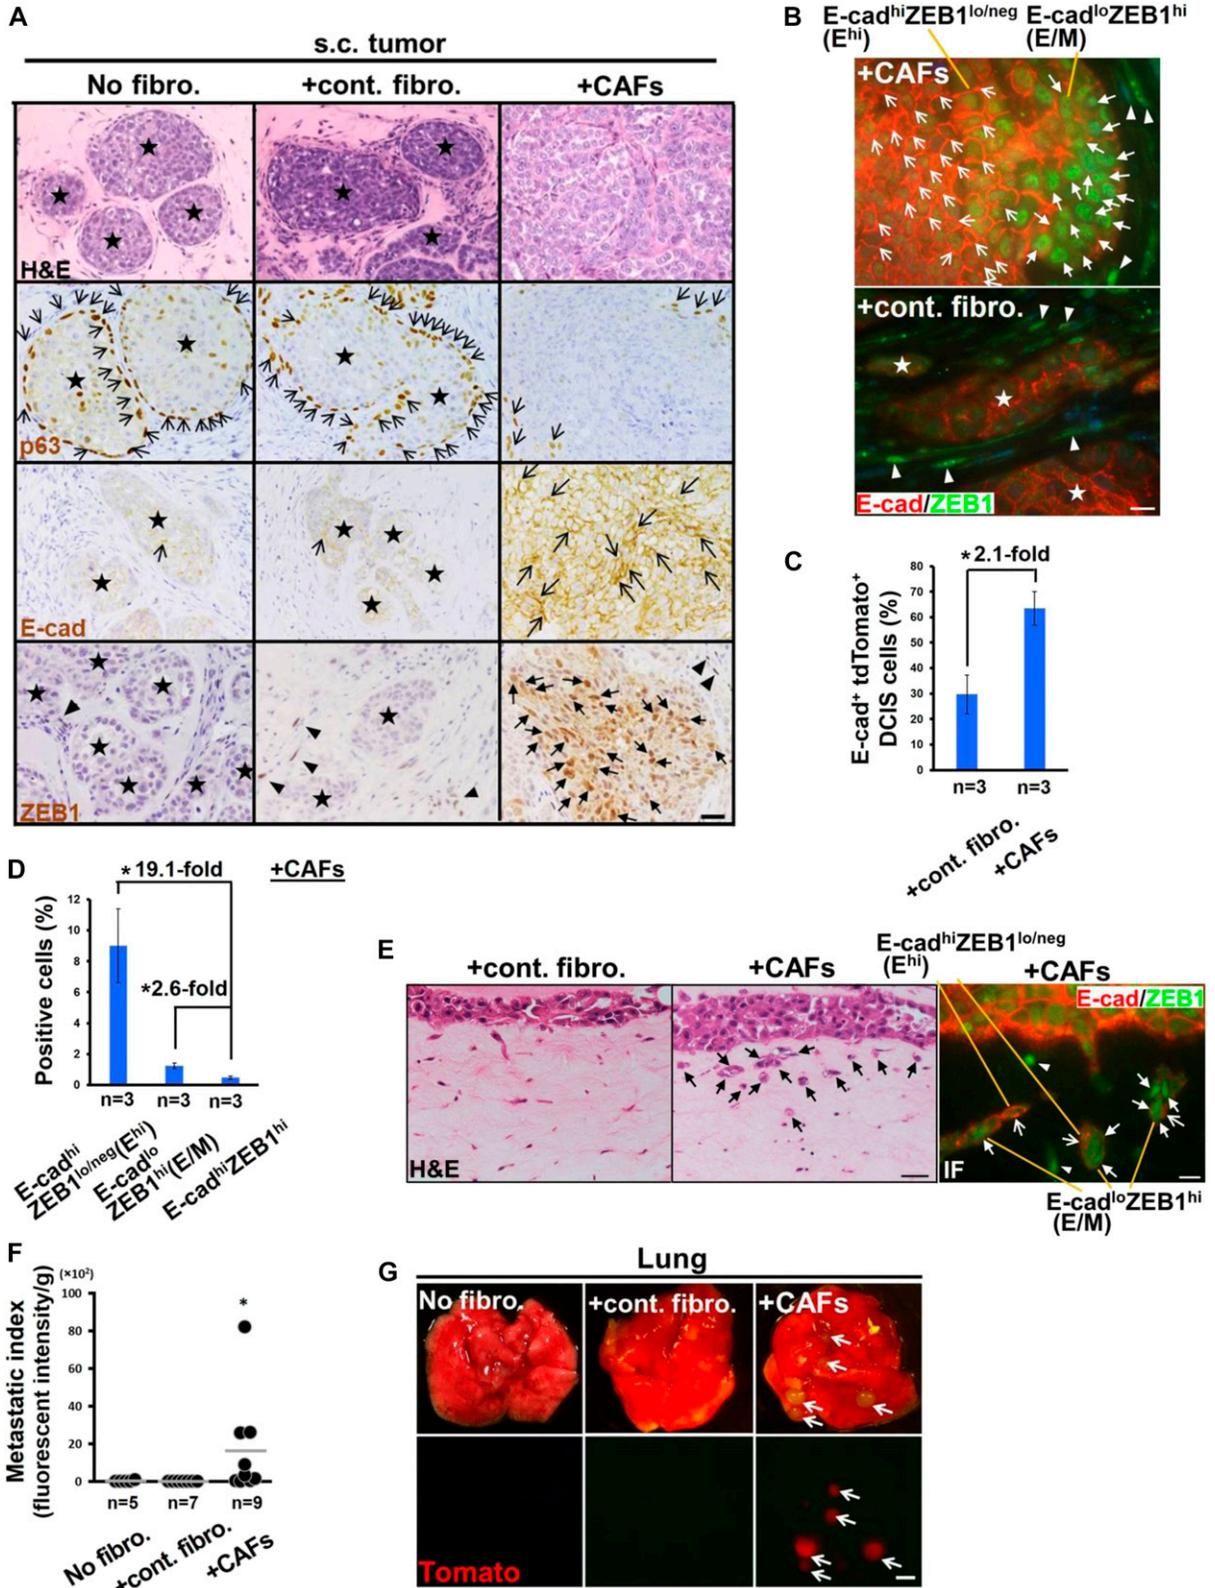 A
s.c. tumor
No fibro. +cont. fibro. +CAFs
H&E
p63
E-cad
ZEB1
B
E-cadhiZEB1lo/neg E-cadloZEB1hi
(Ehi) (E/M)
+CAFs
+cont. fibro.
E-cad/ZEB1
C
* 2.1-fold
E-cad+ tdTomato+
DCIS cells (%)
80
70
60
50
40
30
20
10
0
n=3 n=3
+cont. fibro.
+CAFs
D
* 19.1-fold
+CAFs
*2.6-fold
Positive cells (%)
12
10
8
6
4
2
0
n=3 n=3 n=3
E-cadhi
ZEB1lo/neg(Ehi)
E-cadlo
ZEB1hi(E/M)
E-cadhiZEB1hi
E
+cont. fibro. +CAFs
E-cadhiZEB1lo/neg
(Ehi)
+CAFs
E-cad/ZEB1
H&E
IF
E-cadloZEB1hi
(E/M)
F
Metastatic index
(fluorescent intensity/g)
(×10²)
100
80
60
40
20
0
*
n=5 n=7 n=9
No fibro.
+cont. fibro.
+CAFs
G
Lung
No fibro. +cont. fibro. +CAFs
Tomato